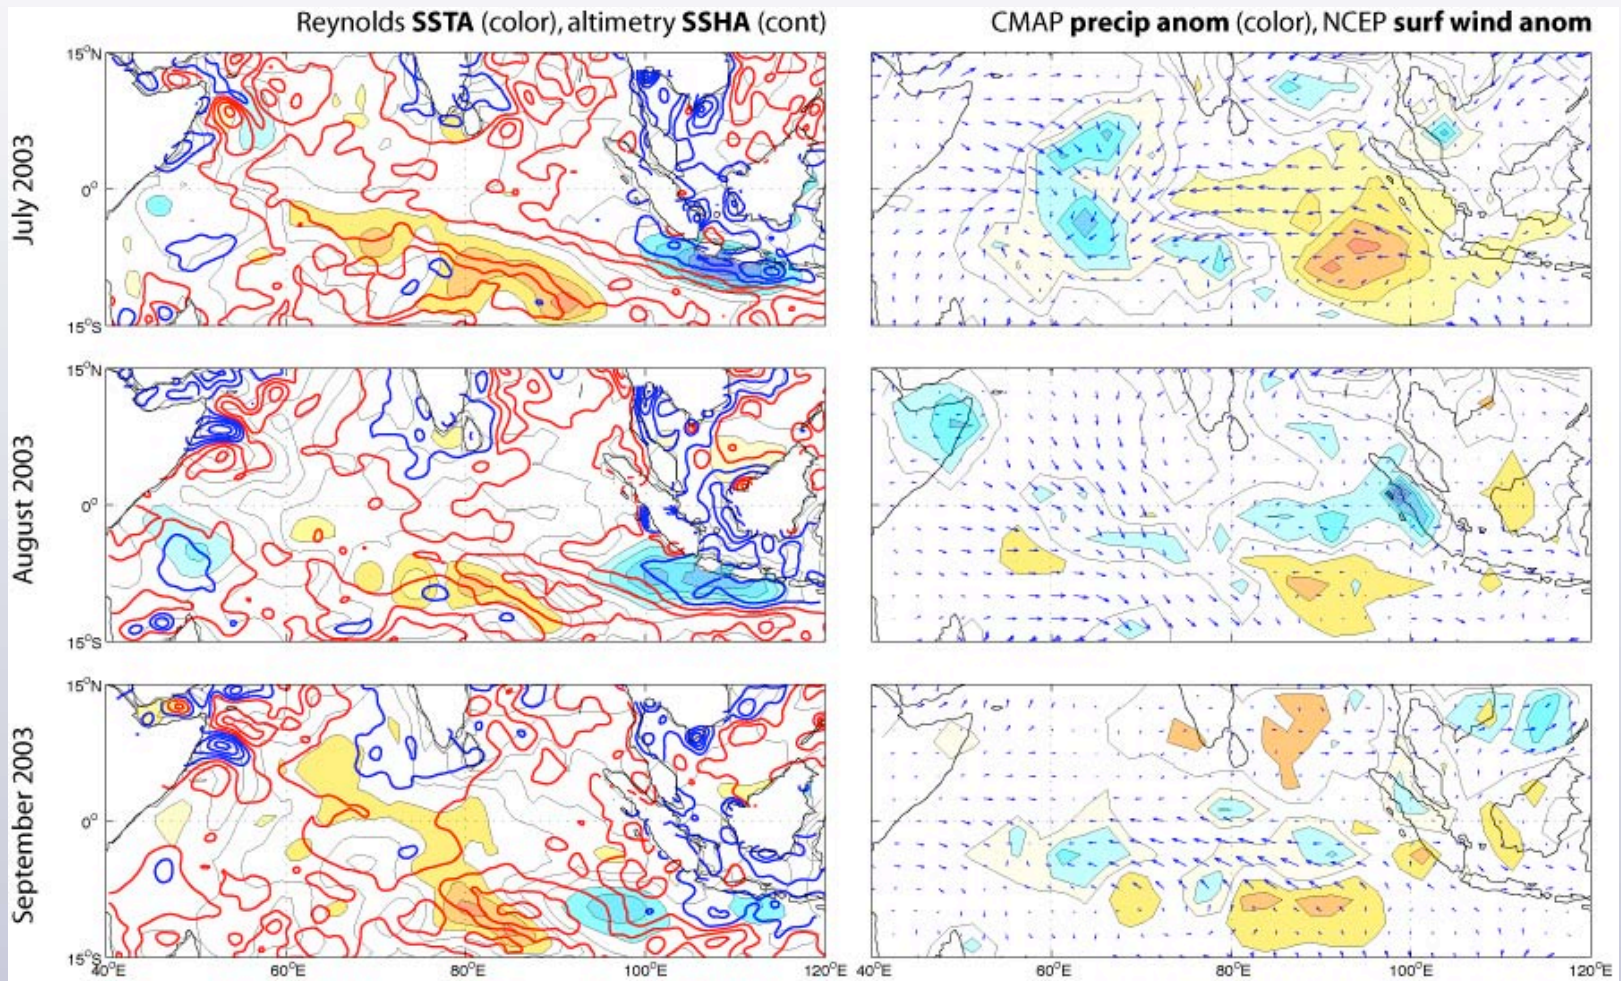 Reynolds SSTA (color), altimetry SSHA (cont)
CMAP precip anom (color), NCEP surf wind anom
July 2003
15°N
0°
15°S
August 2003
15°N
0°
15°S
September 2003
15°N
0°
15°S
40°E 60°E 80°E 100°E 120°E
40°E 60°E 80°E 100°E 120°E